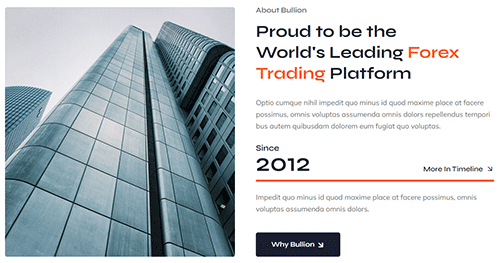 About Bullion
Proud to be the
World's Leading Forex
Trading Platform
Optio cumque nihil impedit quo minus id quod maxime place at facere
possimus, omnis voluptas assumenda omnis dolors repellendus tempori
bus autem quibusdam dolorem eum fugiat quo voluptas.
Since
2012
More In Timeline
Impedit quo minus id quod maxime place at facere possimus, omnis
voluptas assumenda omnis dolors.
Why Bullion